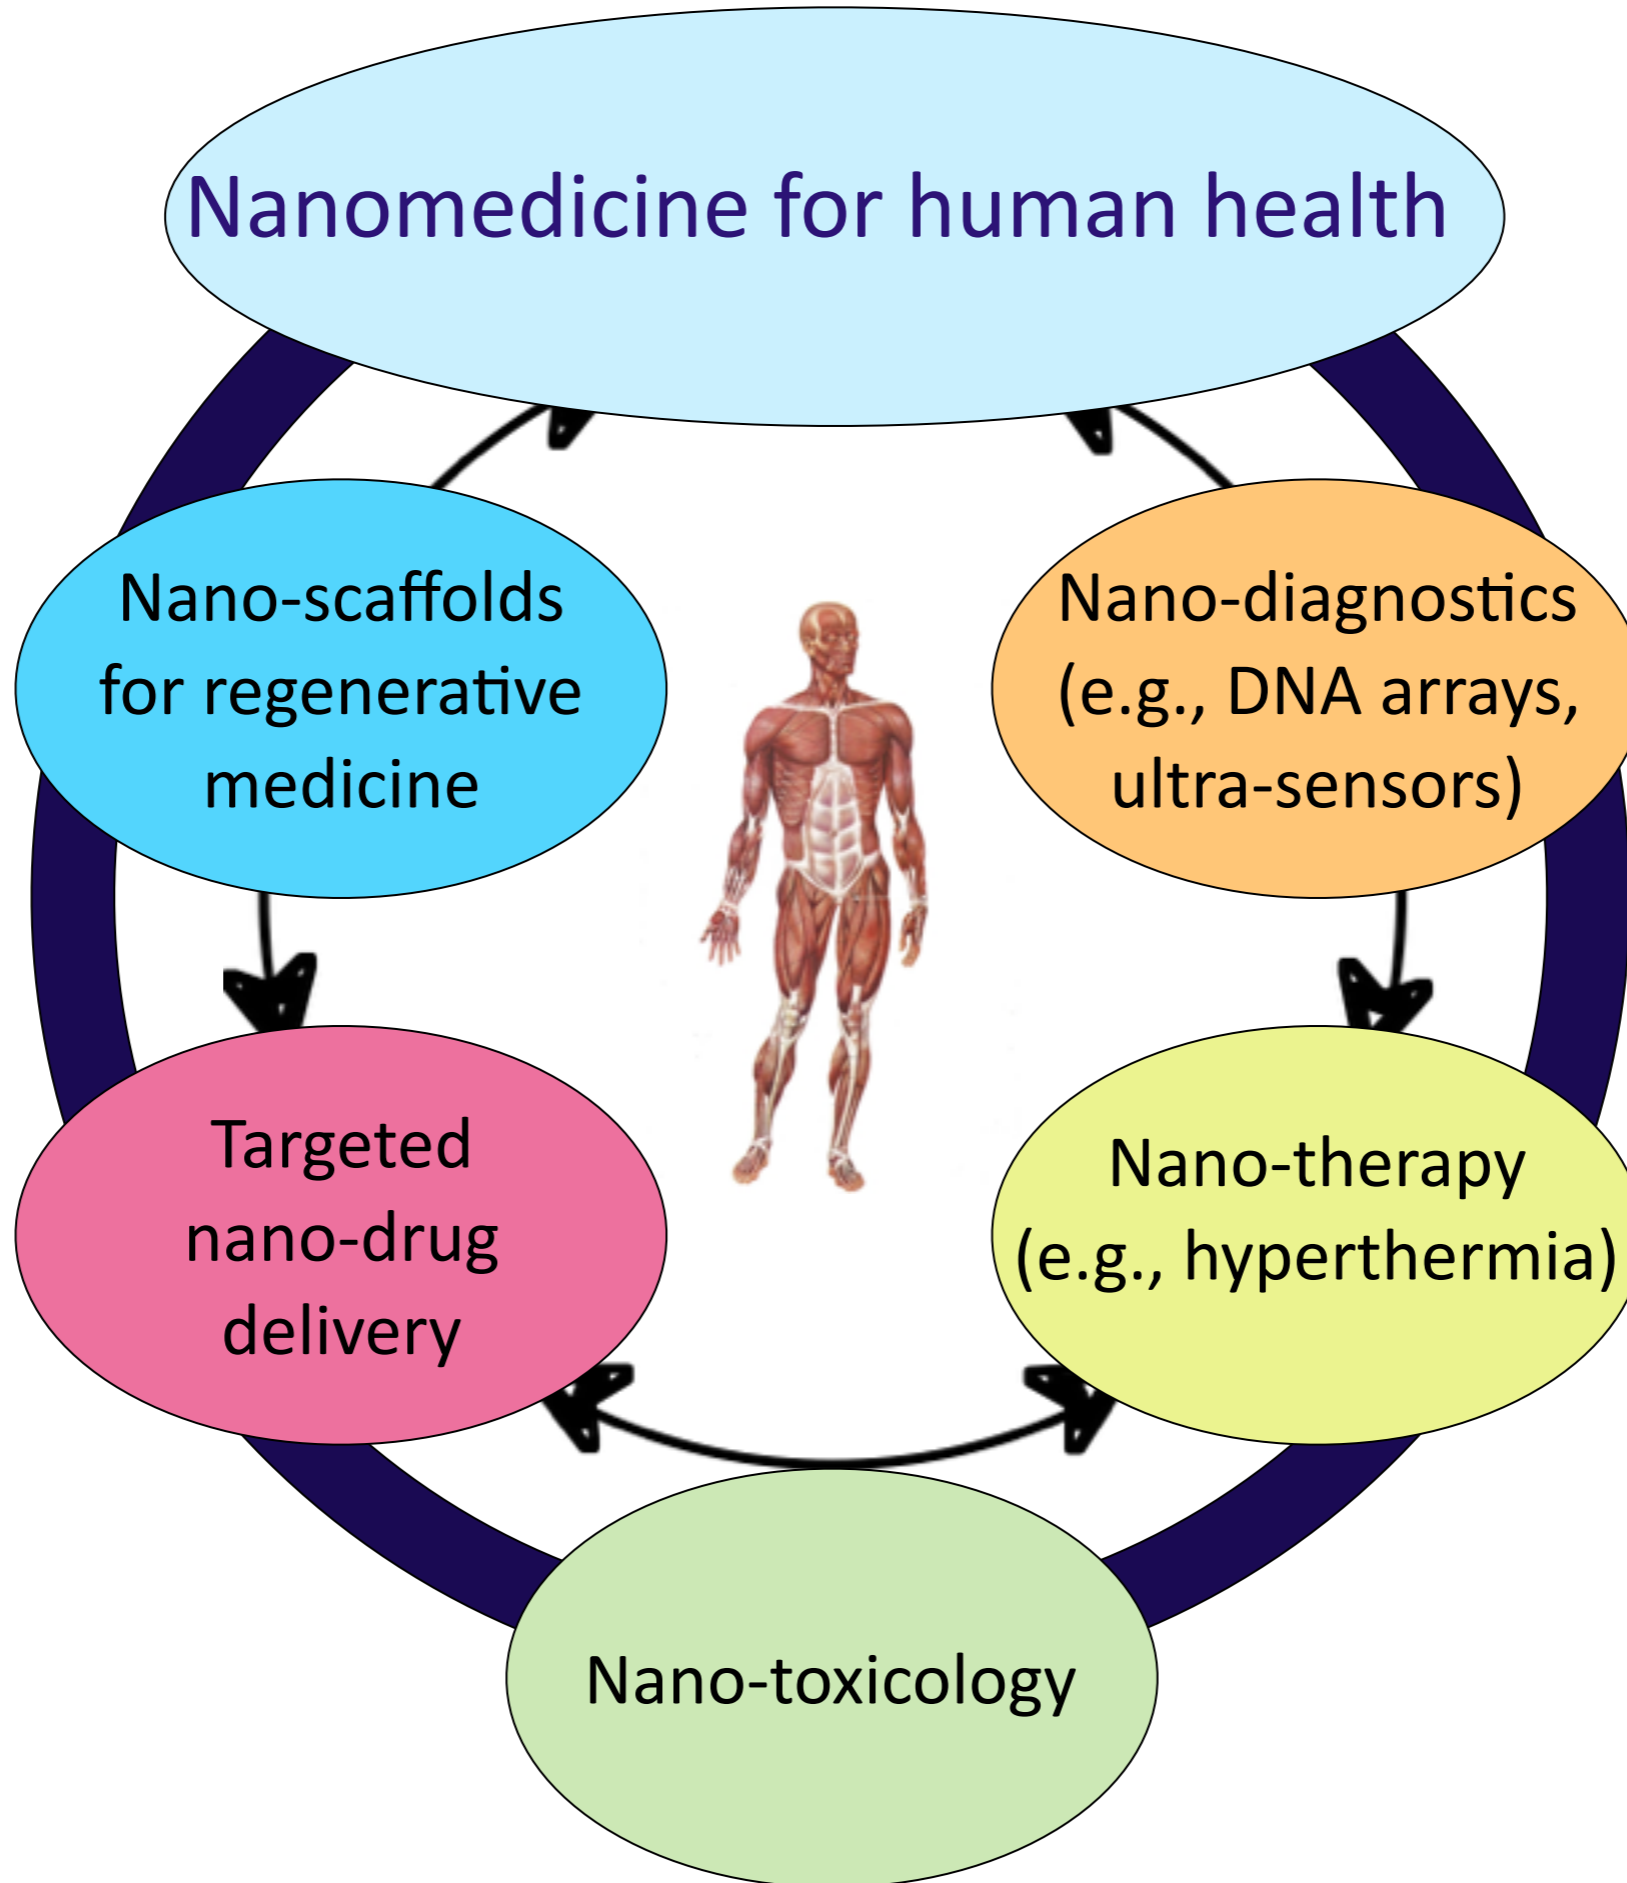 Nanomedicine for human health
Nano-scaffolds
for regenerative
medicine
Nano-diagnostics
(e.g., DNA arrays,
ultra-sensors)
Targeted
nano-drug
delivery
Nano-therapy
(e.g., hyperthermia)
Nano-toxicology